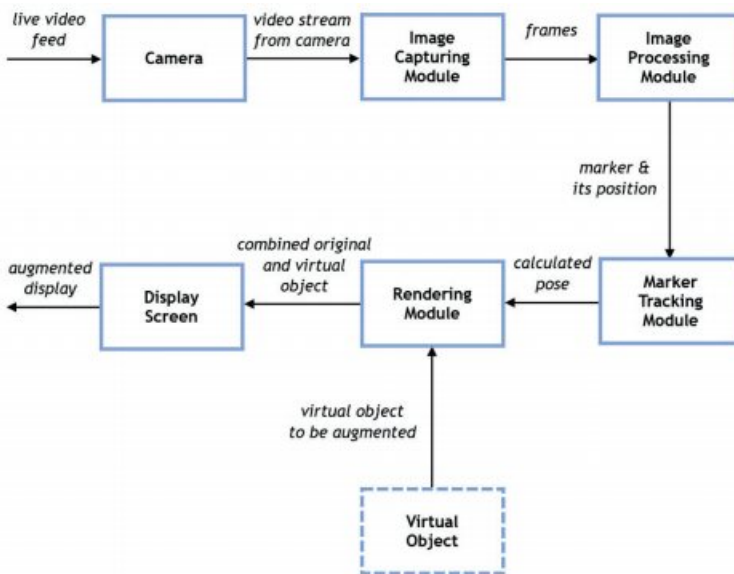 live video
feed
Camera
video stream
from camera
Image
Capturing
Module
frames
Image
Processing
Module
marker &
its position
Marker
Tracking
Module
calculated
pose
Rendering
Module
combined original
and virtual
object
Display
Screen
augmented
display
virtual object
to be augmented
Virtual
Object